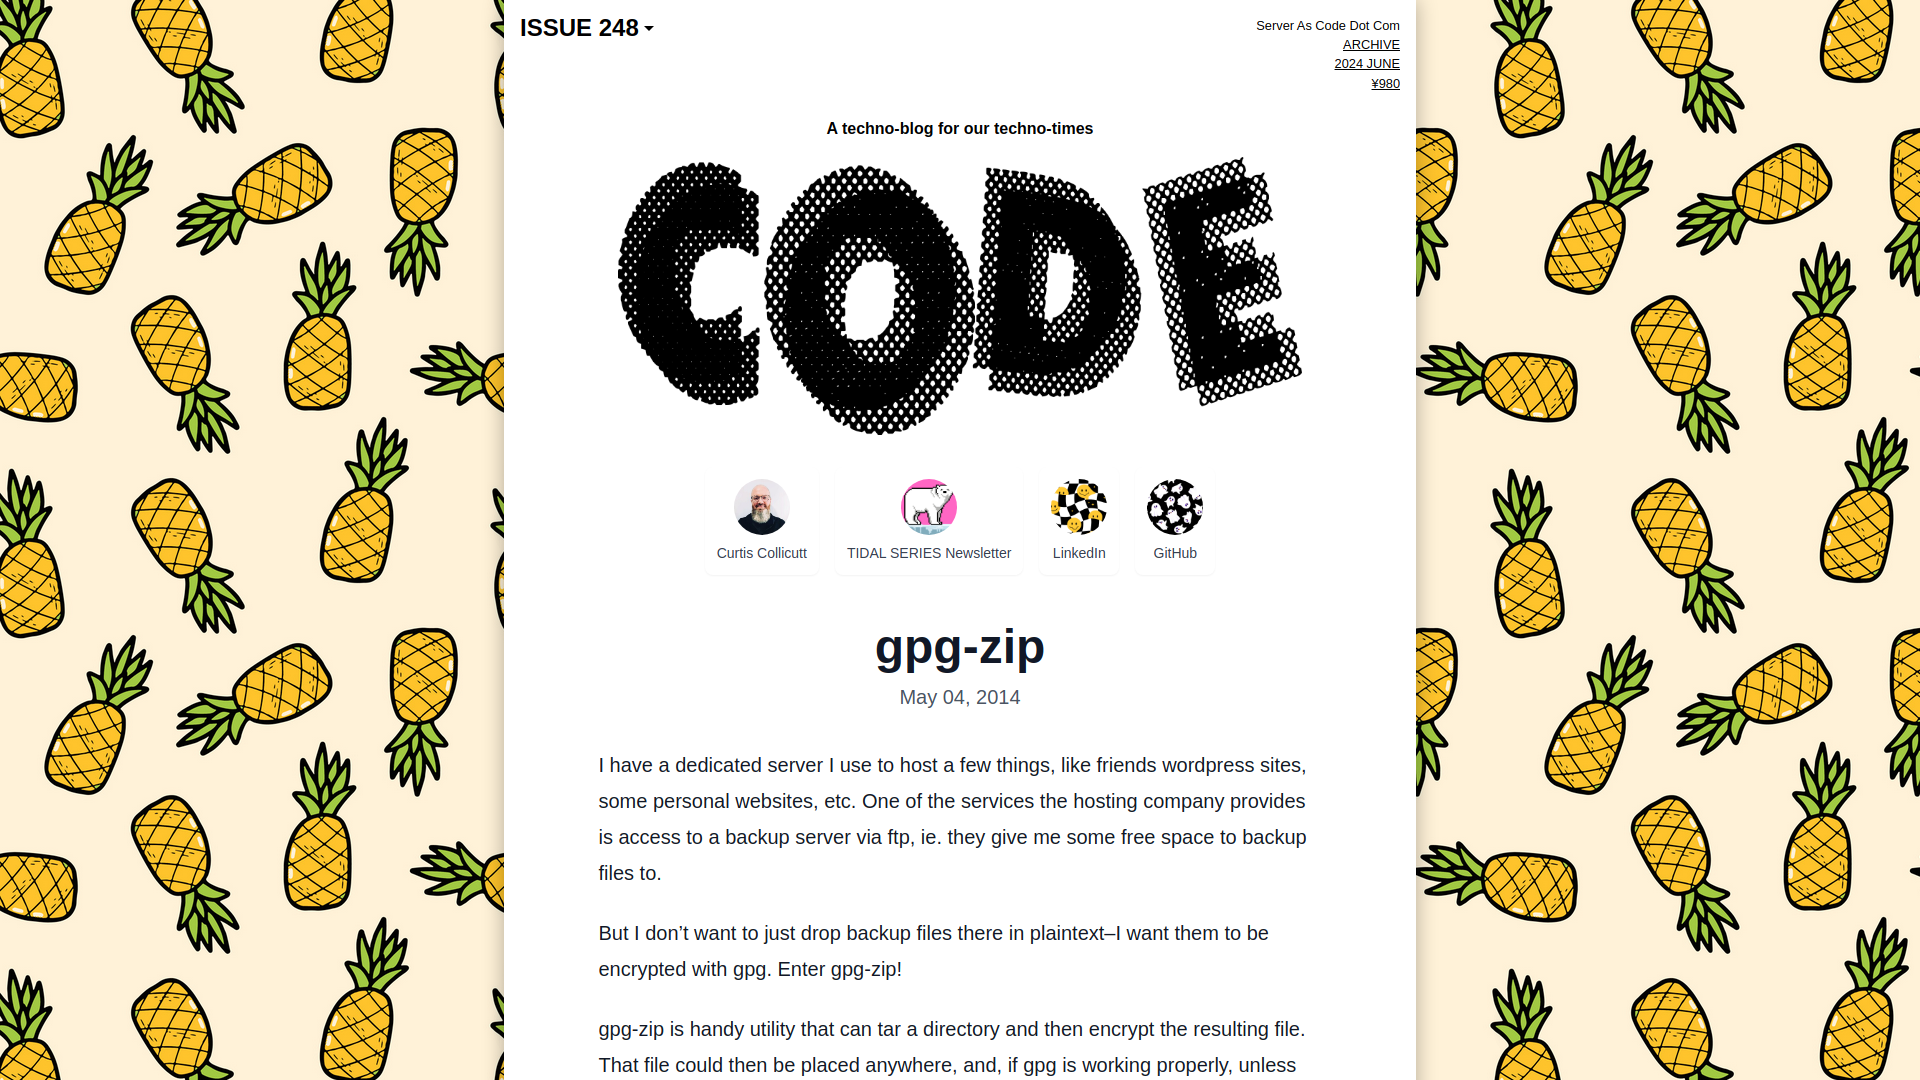 ISSUE 248
Server As Code Dot Com
ARCHIVE
2024 JUNE
¥980
A techno-blog for our techno-times
CODE
Curtis Collicutt
TIDAL SERIES Newsletter
LinkedIn
GitHub
gpg-zip
May 04, 2014
I have a dedicated server I use to host a few things, like friends wordpress sites,
some personal websites, etc. One of the services the hosting company provides
is access to a backup server via ftp, ie. they give me some free space to backup
files to.
But I don’t want to just drop backup files there in plaintext–I want them to be
encrypted with gpg. Enter gpg-zip!
gpg-zip is handy utility that can tar a directory and then encrypt the resulting file.
That file could then be placed anywhere, and, if gpg is working properly, unless